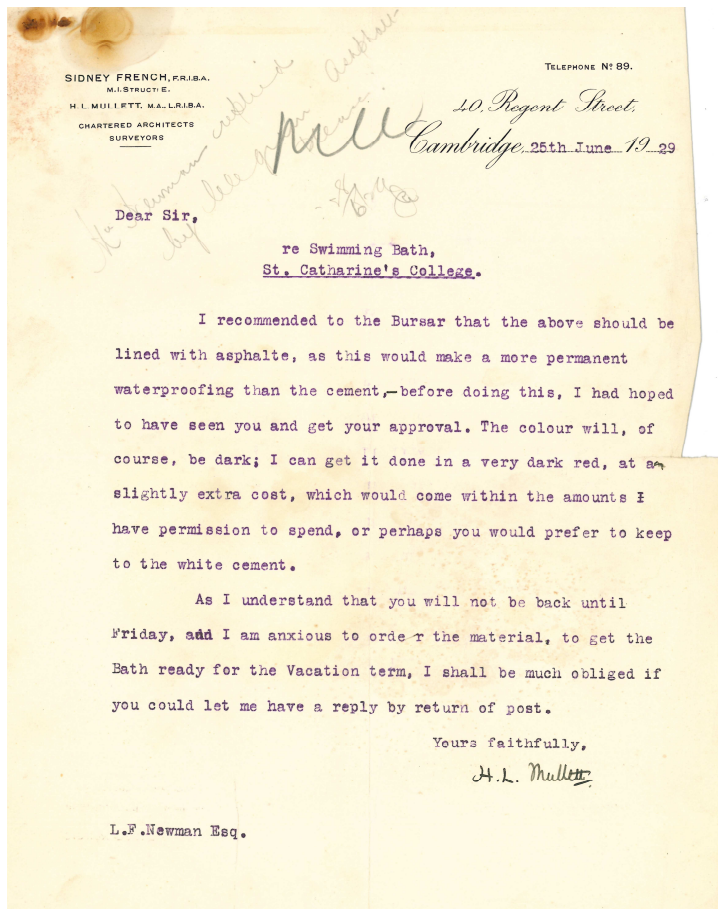 TELEPHONE Nº 89.
SIDNEY FRENCH, F.R.I.B.A.
M.I.STRUCT: E.
H. L. MULLETT, M.A., L.R.I.B.A.
CHARTERED ARCHITECTS
SURVEYORS
40, Regent Street,
Cambridge, 25th June 1929
Mr Newman
by
Dear Sir,
re Swimming Bath,
St. Catharine's College.
I recommended to the Bursar that the above should be
lined with asphalte, as this would make a more permanent
waterproofing than the cement,—before doing this, I had hoped
to have seen you and get your approval. The colour will, of
course, be dark; I can get it done in a very dark red, at a
slightly extra cost, which would come within the amounts I
have permission to spend, or perhaps you would prefer to keep
to the white cement.
As I understand that you will not be back until
Friday, and I am anxious to order the material, to get the
Bath ready for the Vacation term, I shall be much obliged if
you could let me have a reply by return of post.
Yours faithfully,
H. L. Mullett.
L.F.Newman Esq.